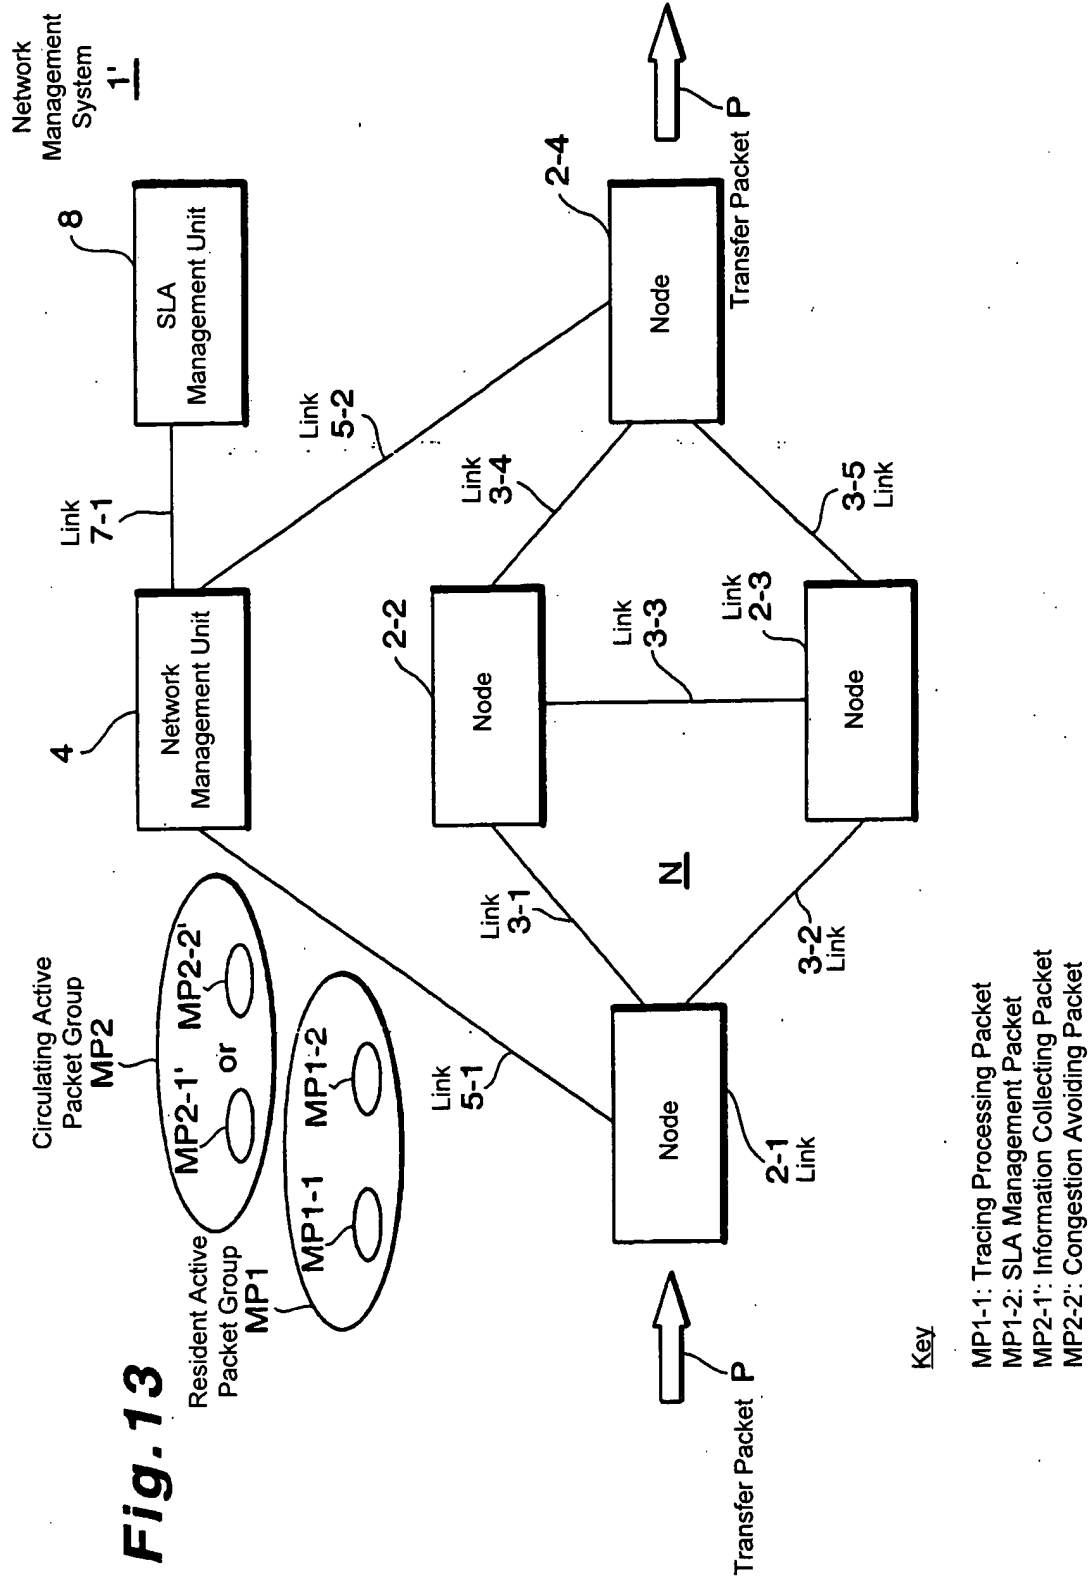 Fig.13
Network
Management
System
1'
Circulating Active
Packet Group
MP2
MP2-1'
or
MP2-2'
Resident Active
Packet Group
MP1
MP1-1
MP1-2
4
Network
Management Unit
Link
7-1
8
SLA
Management Unit
Link
5-1
Link
5-2
2-2
Node
Link
3-1
Link
3-4
N
Link
3-3
2-4
Node
Node
2-1
Link
Link
2-3
Node
3-2
Link
3-5
Link
Transfer Packet P
Transfer Packet P
Key
MP1-1: Tracing Processing Packet
MP1-2: SLA Management Packet
MP2-1': Information Collecting Packet
MP2-2': Congestion Avoiding Packet